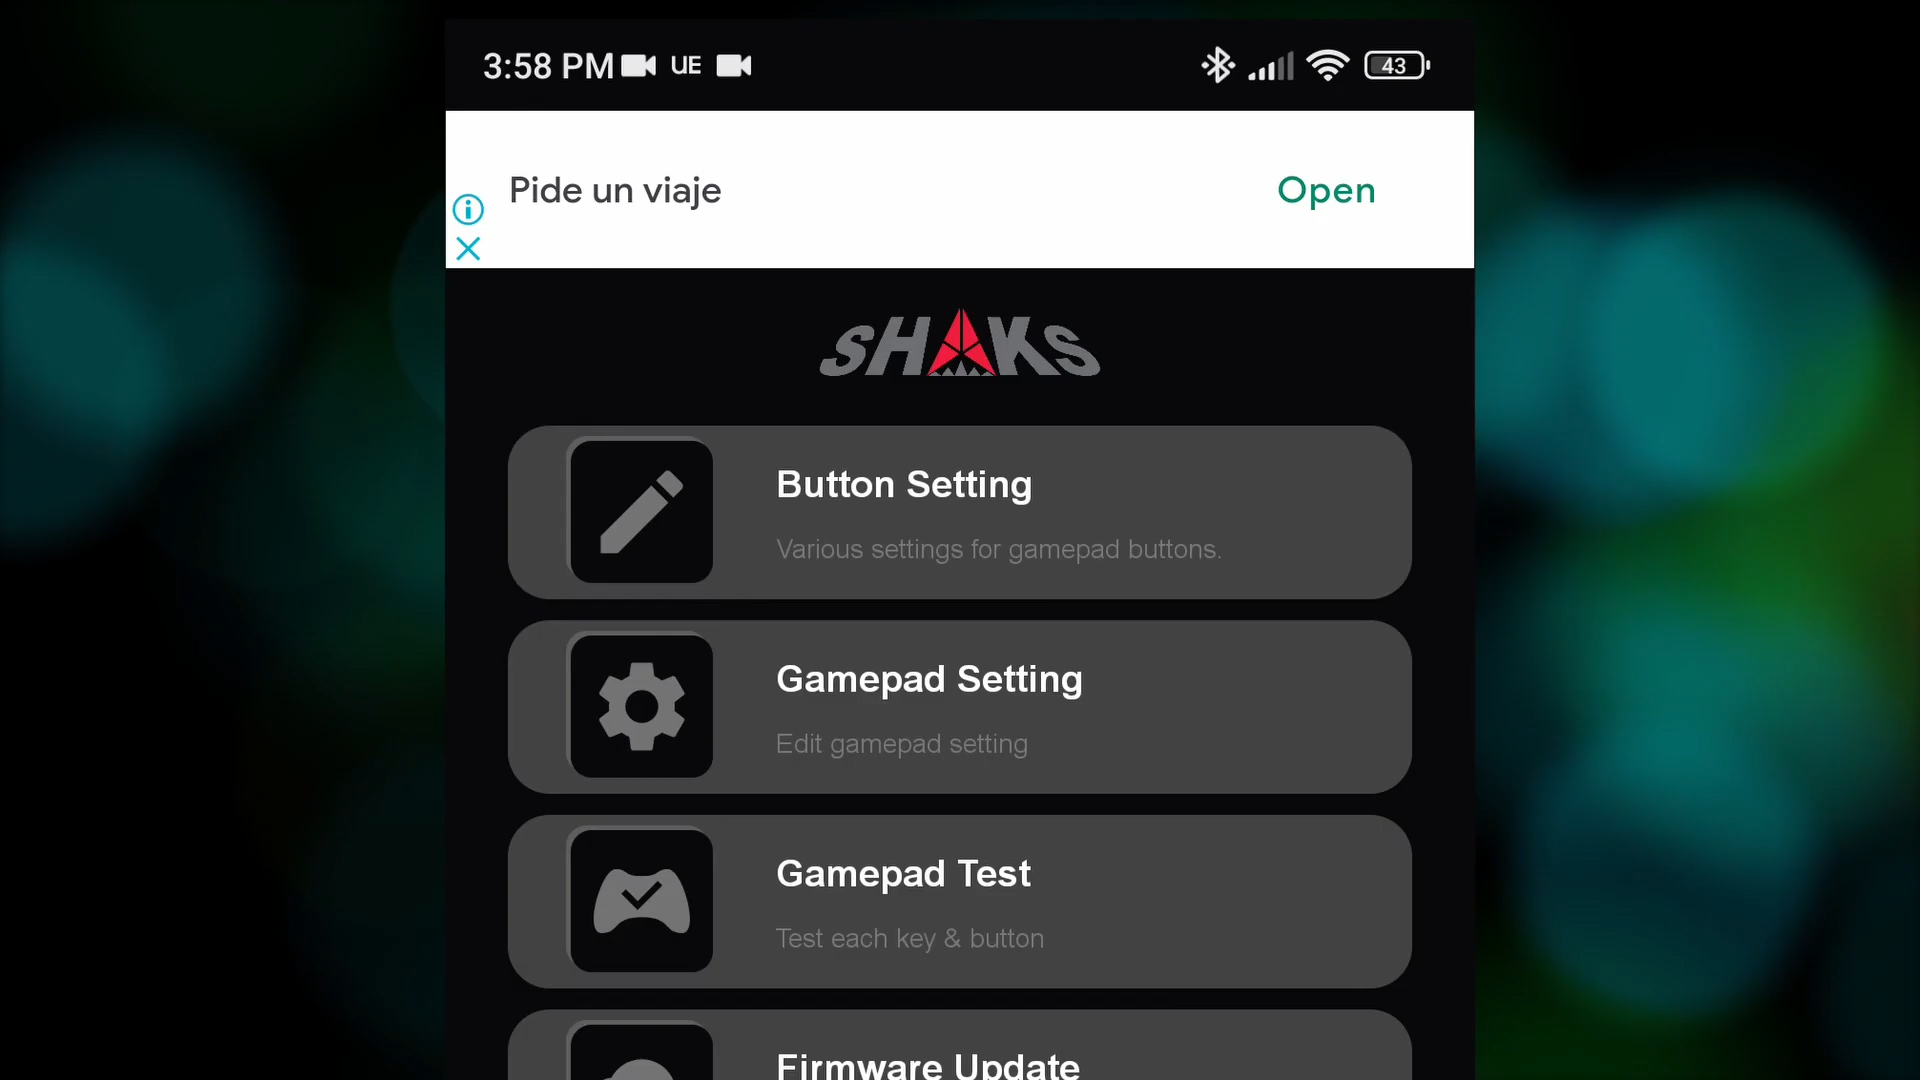 3:58 PM UE 43
Pide un viaje
Open
SHAKS
Button Setting
Various settings for gamepad buttons.
Gamepad Setting
Edit gamepad setting
Gamepad Test
Test each key & button
Firmware Update